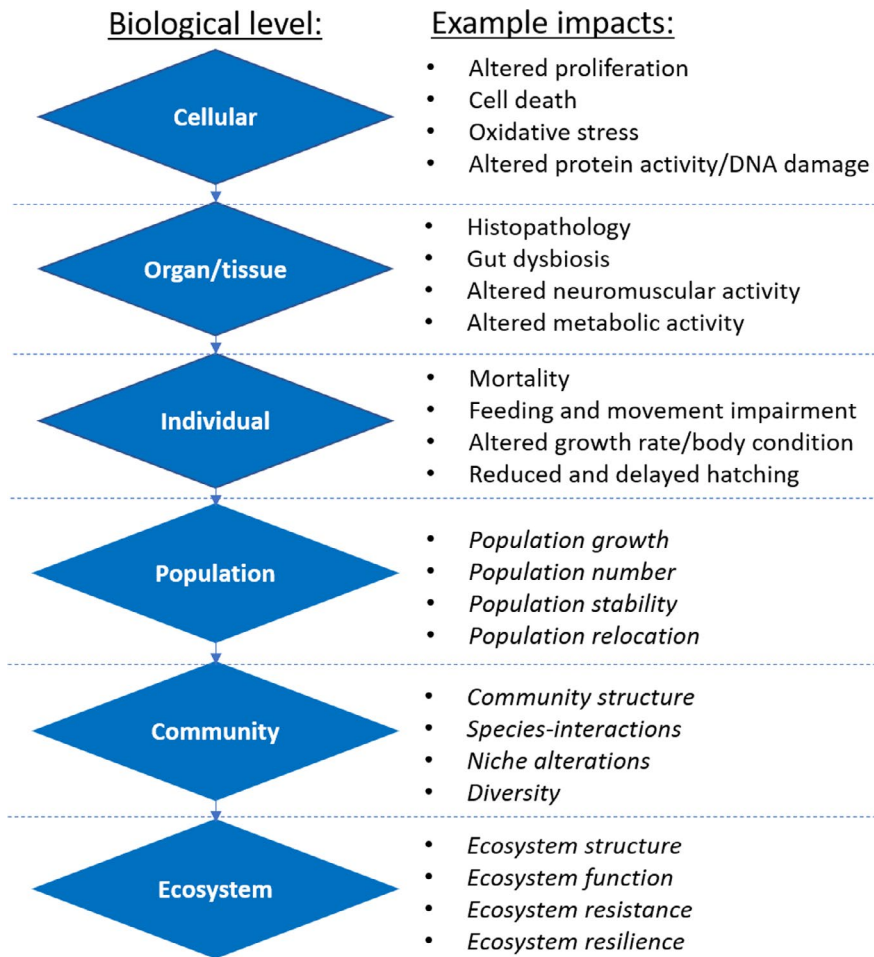 Biological level:
Example impacts:
Cellular
• Altered proliferation
• Cell death
• Oxidative stress
• Altered protein activity/DNA damage
Organ/tissue
• Histopathology
• Gut dysbiosis
• Altered neuromuscular activity
• Altered metabolic activity
Individual
• Mortality
• Feeding and movement impairment
• Altered growth rate/body condition
• Reduced and delayed hatching
Population
• Population growth
• Population number
• Population stability
• Population relocation
Community
• Community structure
• Species-interactions
• Niche alterations
• Diversity
Ecosystem
• Ecosystem structure
• Ecosystem function
• Ecosystem resistance
• Ecosystem resilience